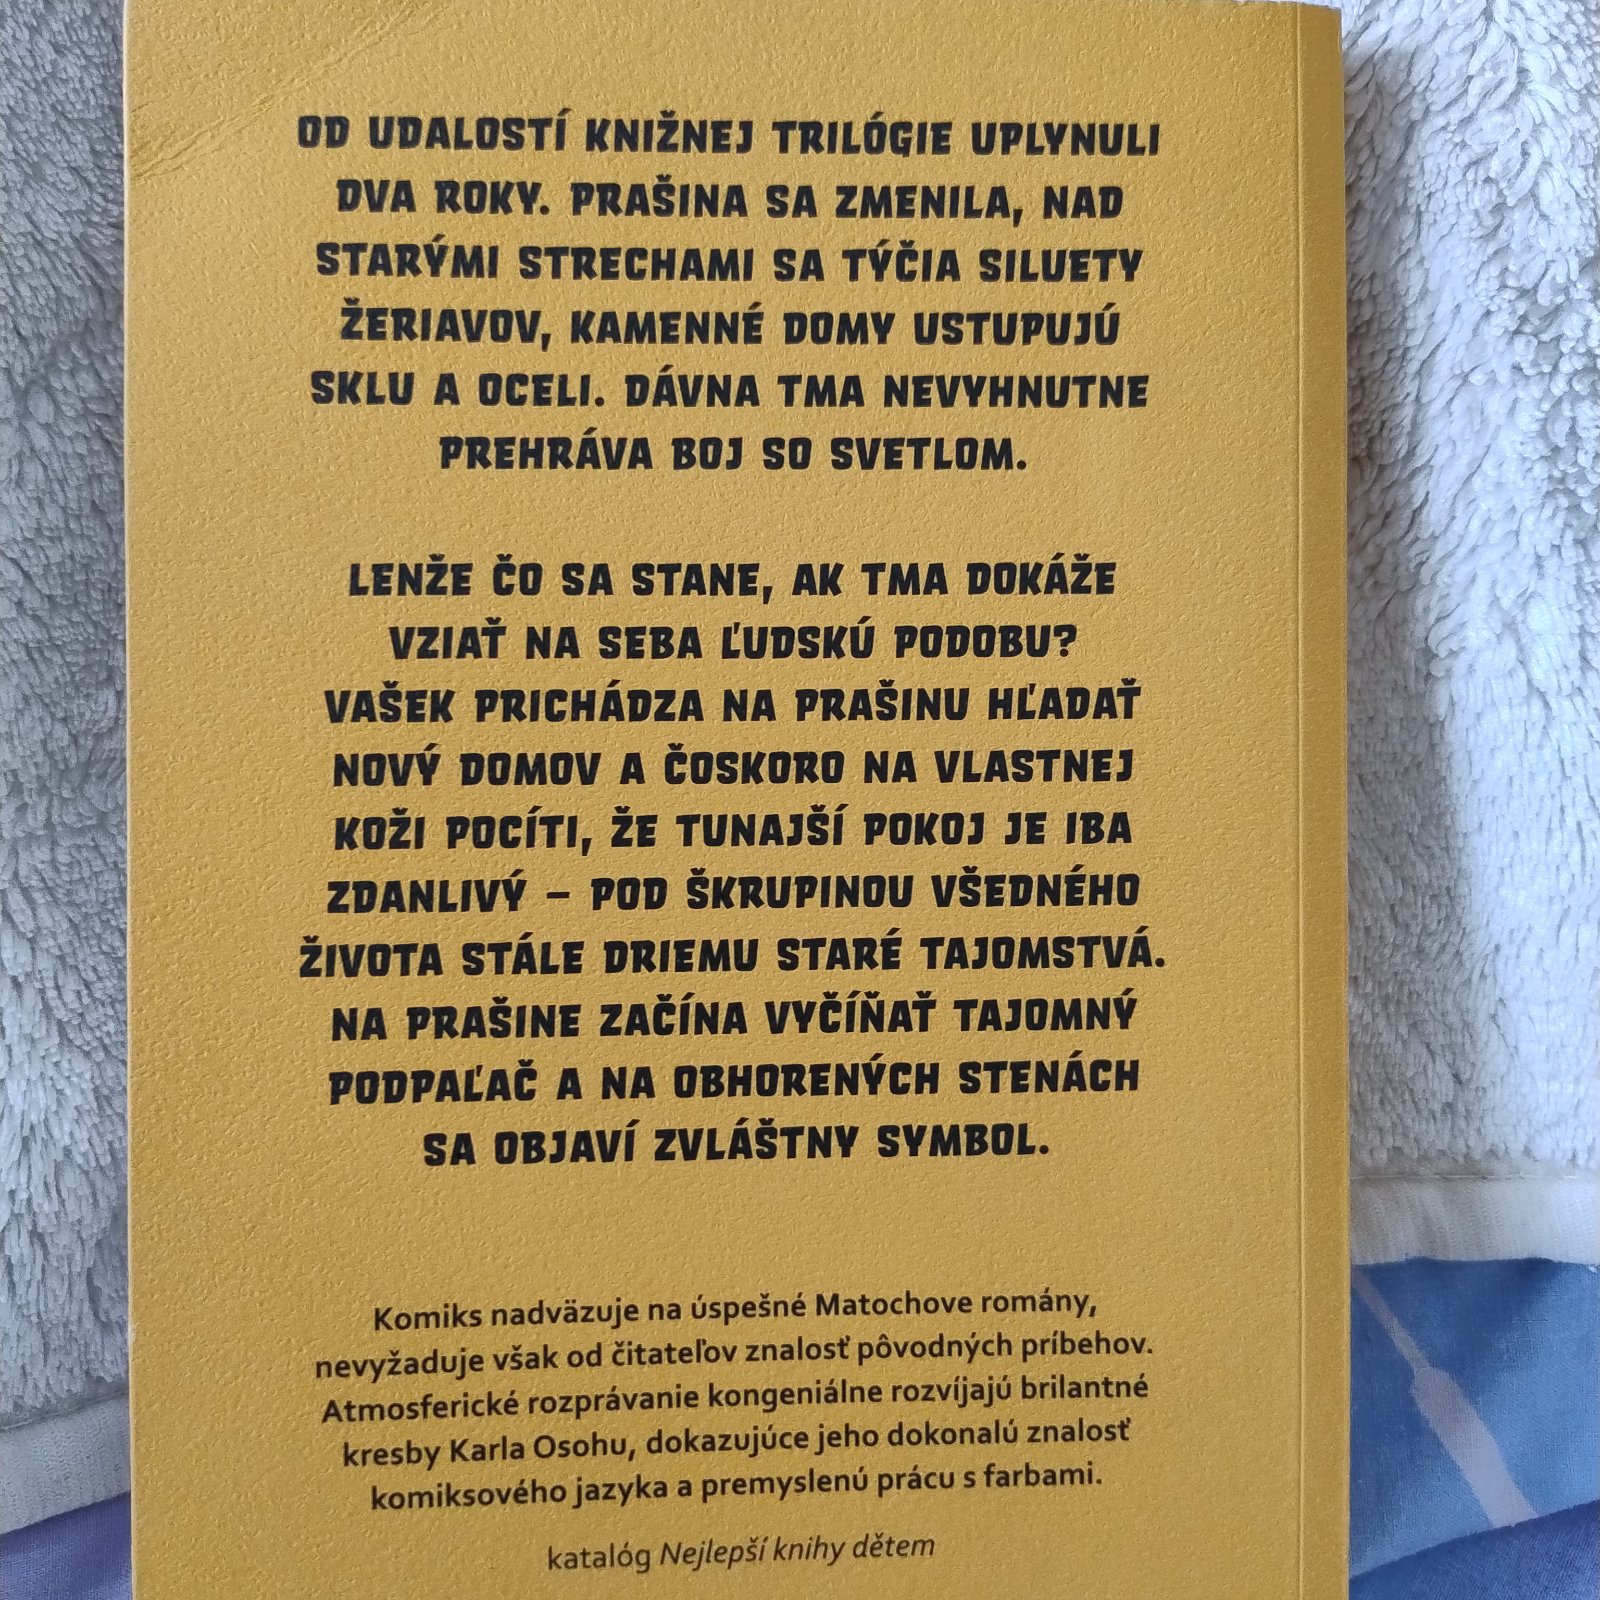 OD UDALOSTÍ KNIŽNEJ TRILÓGIE UPLYNULI
DVA ROKY. PRAŠINA SA ZMENILA, NAD
STARÝMI STRECHAMI SA TÝČIA SILUETY
ŽERIAVOV, KAMENNÉ DOMY USTUPUJÚ
SKLU A OCELI. DÁVNA TMA NEVYHNUTNE
PREHRÁVA BOJ SO SVETLOM.
LENŽE ČO SA STANE, AK TMA DOKÁŽE
VZIAŤ NA SEBA ĽUDSKÚ PODOBU?
VAŠEK PRICHÁDZA NA PRAŠINU HĽADAŤ
NOVÝ DOMOV A ČOSKORO NA VLASTNEJ
KOŽI POCÍTI, ŽE TUNAJŠÍ POKOJ JE IBA
ZDANLIVÝ – POD ŠKRUPINOU VŠEDNÉHO
ŽIVOTA STÁLE DRIEMU STARÉ TAJOMSTVÁ.
NA PRAŠINE ZAČÍNA VYČÍŇAŤ TAJOMNÝ
PODPAĽAČ A NA OBHORENÝCH STENÁCH
SA OBJAVÍ ZVLÁŠTNY SYMBOL.
Komiks nadväzuje na úspešné Matochove romány,
nevyžaduje však od čitateľov znalosť pôvodných príbehov.
Atmosferické rozprávanie kongeniálne rozvíjajú brilantné
kresby Karla Osohu, dokazujúce jeho dokonalú znalosť
komiksového jazyka a premyslenú prácu s farbami.
katalóg Nejlepší knihy dětem